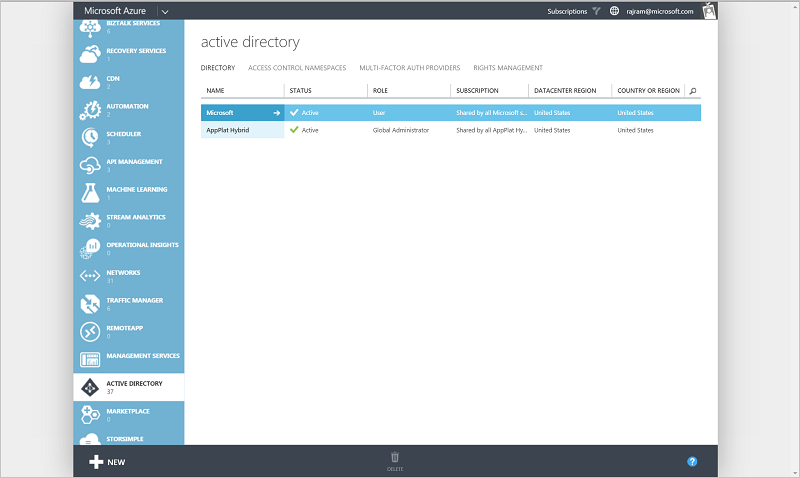 Microsoft Azure
Subscriptions
rajram@microsoft.com
BIZTALK SERVICES
6
RECOVERY SERVICES
1
CDN
2
AUTOMATION
2
SCHEDULER
3
API MANAGEMENT
3
MACHINE LEARNING
1
STREAM ANALYTICS
0
OPERATIONAL INSIGHTS
0
NETWORKS
31
TRAFFIC MANAGER
6
REMOTEAPP
0
MANAGEMENT SERVICES
ACTIVE DIRECTORY
37
MARKETPLACE
0
STORSIMPLE
active directory
DIRECTORY ACCESS CONTROL NAMESPACES MULTI-FACTOR AUTH PROVIDERS RIGHTS MANAGEMENT
NAME STATUS ROLE SUBSCRIPTION DATACENTER REGION COUNTRY OR REGION
Microsoft Active User Shared by all Microsoft s... United States United States
AppPlat Hybrid Active Global Administrator Shared by all AppPlat Hy... United States United States
NEW
DELETE
?